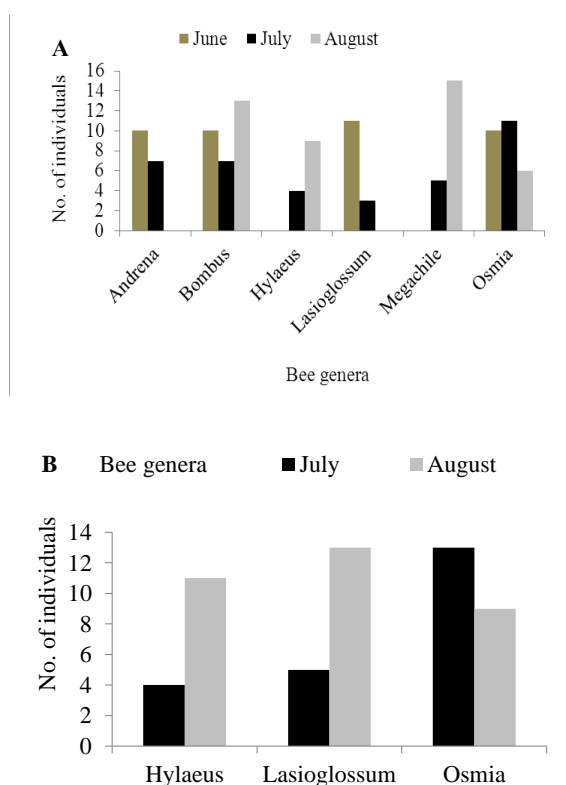 A
June July August
No. of individuals
16
14
12
10
8
6
4
2
0
Andrena
Bombus
Hylaeus
Lasioglossum
Megachile
Osmia
Bee genera
B Bee genera July August
No. of individuals
14
12
10
8
6
4
2
0
Hylaeus Lasioglossum Osmia